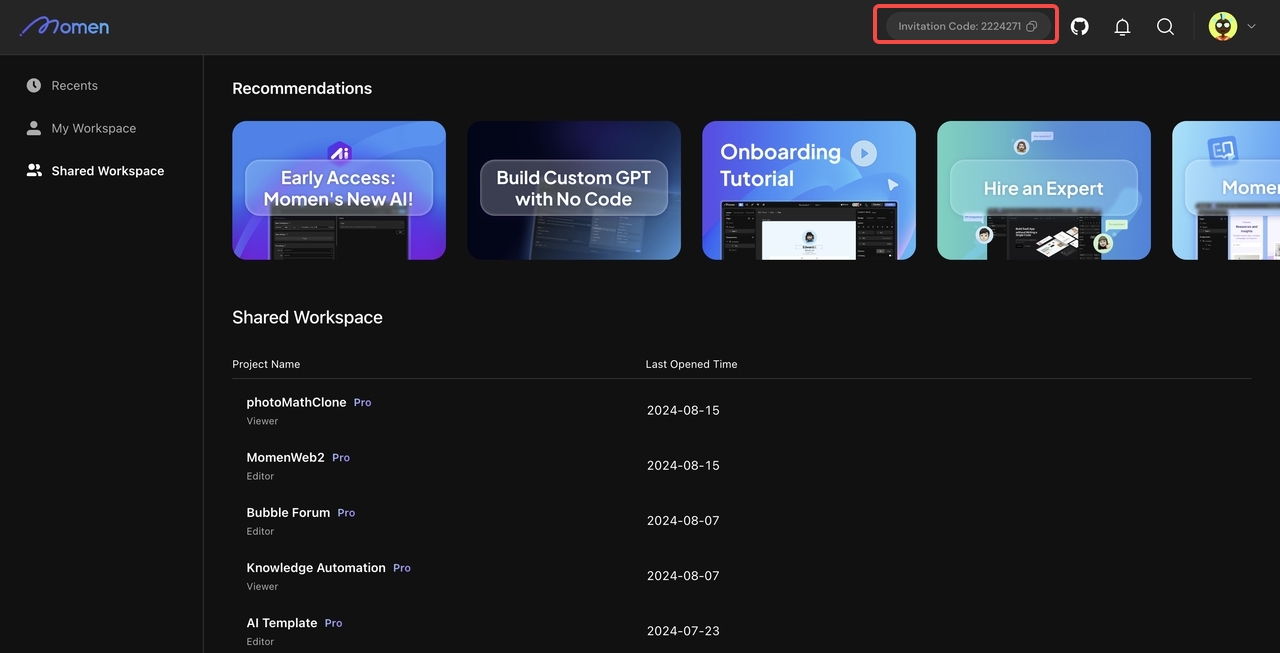 Momen
Invitation Code: 2224271
Recents
My Workspace
Shared Workspace
Recommendations
Early Access:
Momen's New AI!
Build Custom GPT
with No Code
Onboarding
Tutorial
Hire an Expert
Momen
Shared Workspace
Project Name
Last Opened Time
photoMathClone Pro
Viewer
2024-08-15
MomenWeb2 Pro
Editor
2024-08-15
Bubble Forum Pro
Editor
2024-08-07
Knowledge Automation Pro
Viewer
2024-08-07
AI Template Pro
Editor
2024-07-23